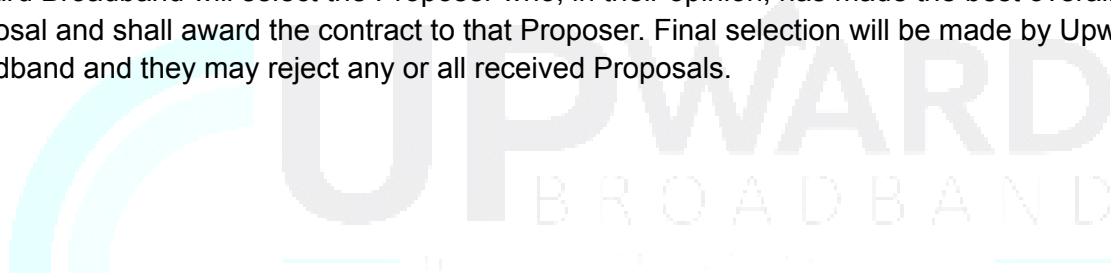 ard Broadband will select the Proposer who, in their opinion, has made the best overall
osal and shall award the contract to that Proposer. Final selection will be made by Upw
dband and they may reject any or all received Proposals.
UPWARD
BROADBAND